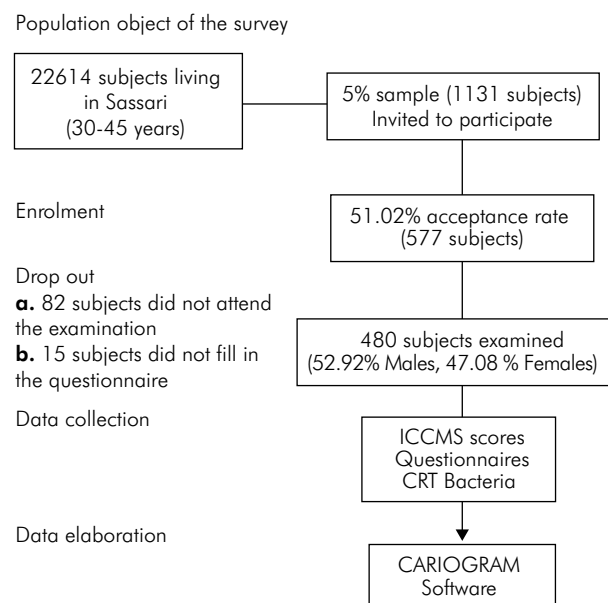 Population object of the survey
22614 subjects living
in Sassari
(30-45 years)
5% sample (1131 subjects)
Invited to participate
Enrolment
51.02% acceptance rate
(577 subjects)
Drop out
a. 82 subjects did not attend
the examination
b. 15 subjects did not fill in
the questionnaire
480 subjects examined
(52.92% Males, 47.08 % Females)
Data collection
ICCMS scores
Questionnaires
CRT Bacteria
Data elaboration
CARIOGRAM
Software